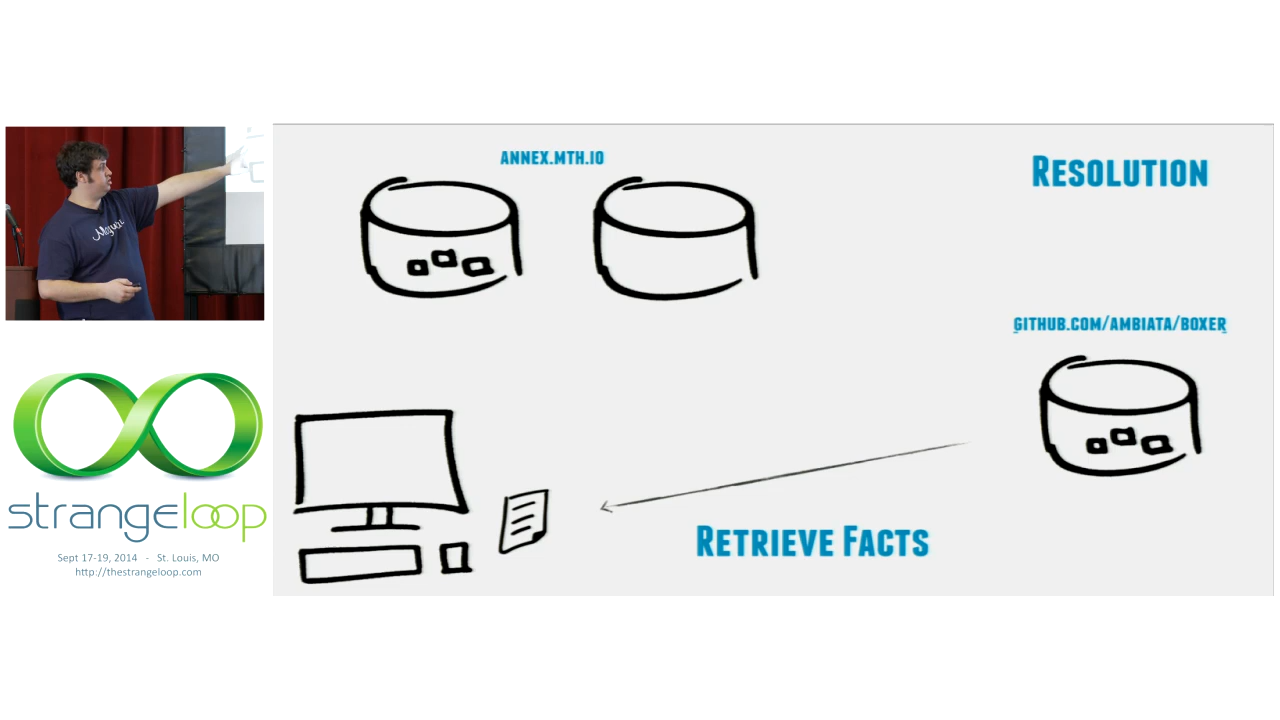 ANNEX.MTH.IO
RESOLUTION
GITHUB.COM/AMBIATA/BOXER
RETRIEVE FACTS
strangeloop
Sept 17-19, 2014 - St. Louis, MO
http://thestrangeloop.com